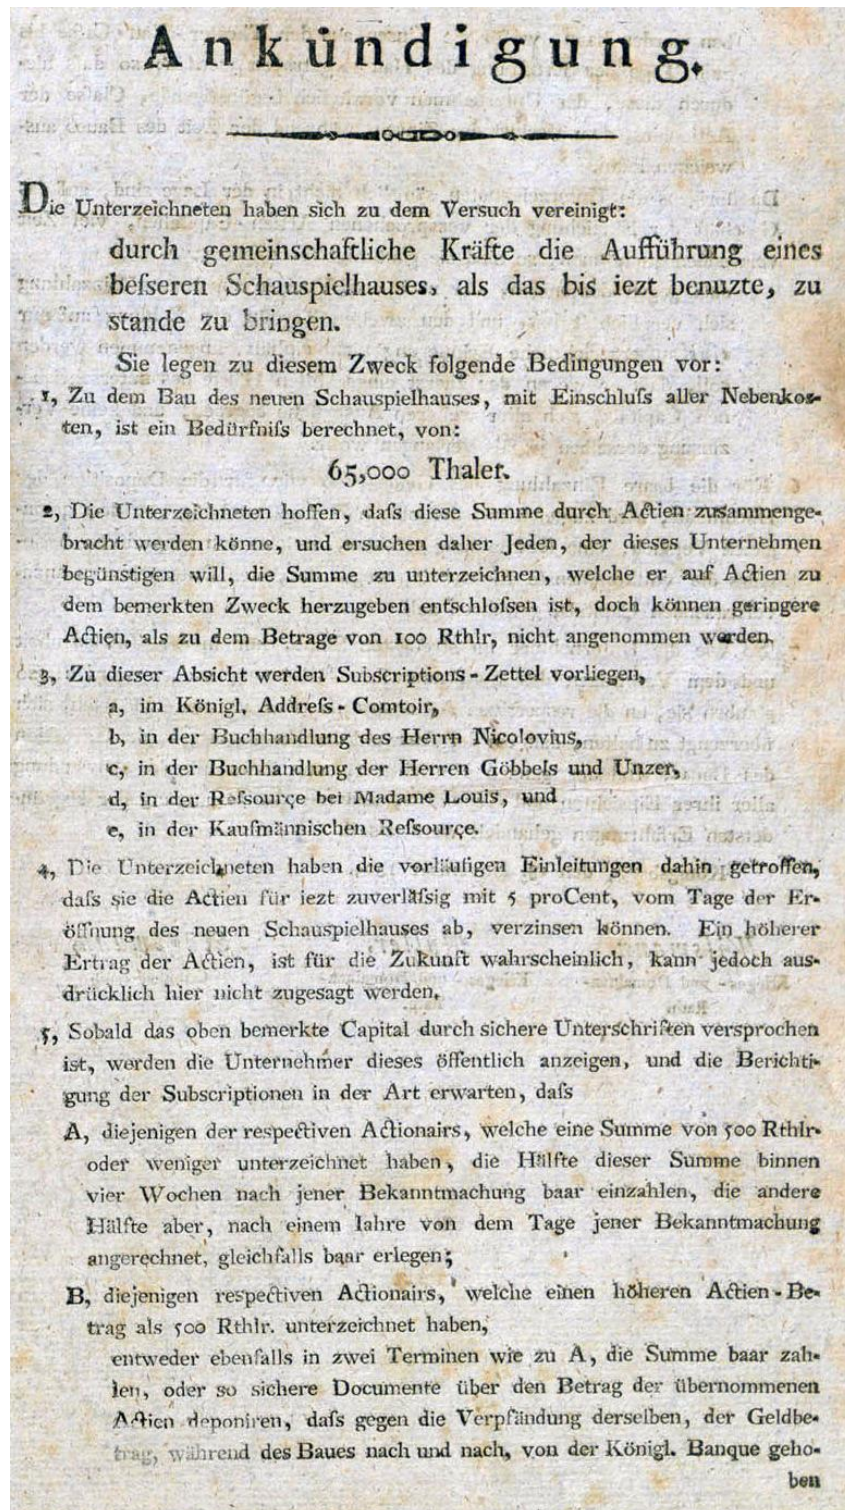 Ankündigung.
Die Unterzeichneten haben sich zu dem Versuch vereinigt:
durch gemeinschaftliche Kräfte die Aufführung eines
beſseren Schauspielhauses, als das bis iezt benuzte, zu
stande zu bringen.
Sie legen zu diesem Zweck folgende Bedingungen vor:
1, Zu dem Bau des neuen Schauspielhauses, mit Einschluſs aller Nebenkos-
ten, ist ein Bedürfniſs berechnet, von:
65,000 Thaler.
2, Die Unterzeichneten hoffen, daſs diese Summe durch Actien zusammenge-
bracht werden könne, und ersuchen daher Jeden, der dieses Unternehmen
begünstigen will, die Summe zu unterzeichnen, welche er auf Actien zu
dem bemerkten Zweck herzugeben entschloſsen ist, doch können geringere
Actien, als zu dem Betrage von 100 Rthlr, nicht angenommen werden.
3, Zu dieser Absicht werden Subscriptions-Zettel vorliegen,
a, im Königl. Addreſs-Comtoir,
b, in der Buchhandlung des Herrn Nicolovius,
c, in der Buchhandlung der Herren Göbbels und Unzer,
d, in der Reſsourçe bei Madame Louis, und
e, in der Kaufmännischen Reſsourçe.
4, Die Unterzeichneten haben die vorläufigen Einleitungen dahin getroffen,
daſs sie die Actien für iezt zuverläſsig mit 5 proCent, vom Tage der Er-
öffnung des neuen Schauspielhauses ab, verzinsen können. Ein höherer
Ertrag der Actien, ist für die Zukunft wahrscheinlich, kann jedoch aus-
drücklich hier nicht zugesagt werden.
5, Sobald das oben bemerkte Capital durch sichere Unterschriften versprochen
ist, werden die Unternehmer dieses öffentlich anzeigen, und die Berichti-
gung der Subscriptionen in der Art erwarten, daſs
A, diejenigen der respectiven Actionairs, welche eine Summe von 500 Rthlr.
oder weniger unterzeichnet haben, die Hälfte dieser Summe binnen
vier Wochen nach jener Bekanntmachung baar einzahlen, die andere
Hälfte aber, nach einem Iahre von dem Tage jener Bekanntmachung
angerechnet, gleichfalls baar erlegen;
B, diejenigen respectiven Actionairs, welche einen höheren Actien-Be-
trag als 500 Rthlr. unterzeichnet haben,
entweder ebenfalls in zwei Terminen wie zu A, die Summe baar zah-
len, oder so sichere Documente über den Betrag der übernommenen
Actien deponiren, daſs gegen die Verpfändung derselben, der Geldbe-
trag, während des Baues nach und nach, von der Königl. Banque geho-
ben